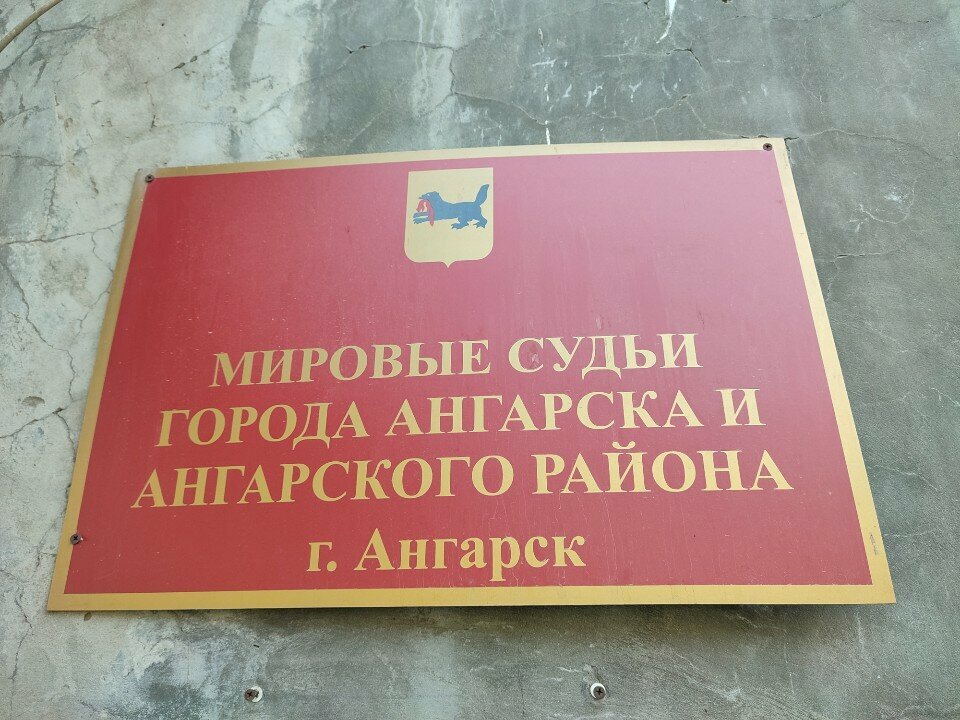 МИРОВЫЕ СУДЬИ
ГОРОДА АНГАРСКА И
АНГАРСКОГО РАЙОНА
г. Ангарск